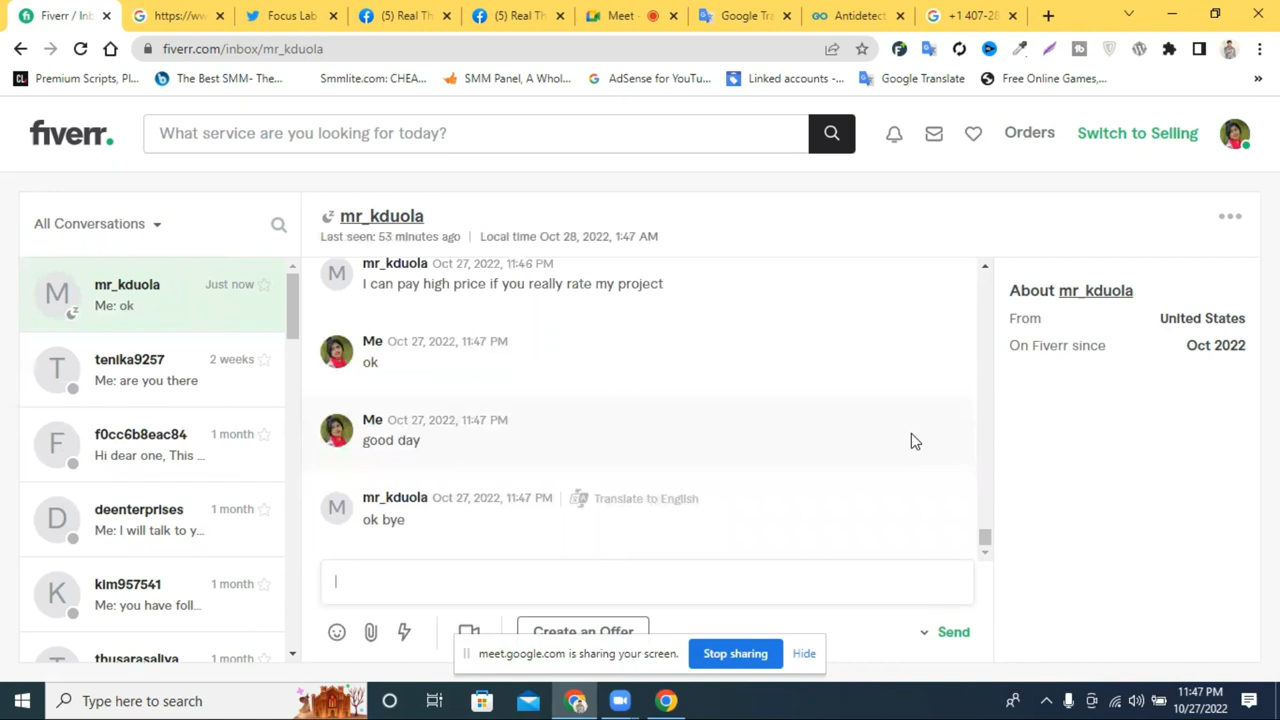 Fiverr / Inb
https://ww
Focus Lab
(5) Real Th
(5) Real Th
Meet -
Google Tra
Antidetect
+1 407-28
fiverr.com/inbox/mr_kduola
Premium Scripts, Pl...
The Best SMM- The...
Smmlite.com: CHEA...
SMM Panel, A Whol...
AdSense for YouTu...
Linked accounts -...
Google Translate
Free Online Games,...
fiverr.
What service are you looking for today?
Orders
Switch to Selling
All Conversations
mr_kduola
Last seen: 53 minutes ago | Local time Oct 28, 2022, 1:47 AM
mr_kduola
Just now
Me: ok
tenika9257
2 weeks
Me: are you there
f0cc6b8eac84
1 month
Hi dear one, This ...
deenterprises
1 month
Me: I will talk to y...
kim957541
1 month
Me: you have foll...
thusarasaliya
1 month
M
mr_kduola Oct 27, 2022, 11:46 PM
I can pay high price if you really rate my project
Me Oct 27, 2022, 11:47 PM
ok
Me Oct 27, 2022, 11:47 PM
good day
M
mr_kduola Oct 27, 2022, 11:47 PM | Translate to English
ok bye
Create an Offer
Send
About mr_kduola
From United States
On Fiverr since Oct 2022
meet.google.com is sharing your screen.
Stop sharing
Hide
Type here to search
11:47 PM
10/27/2022